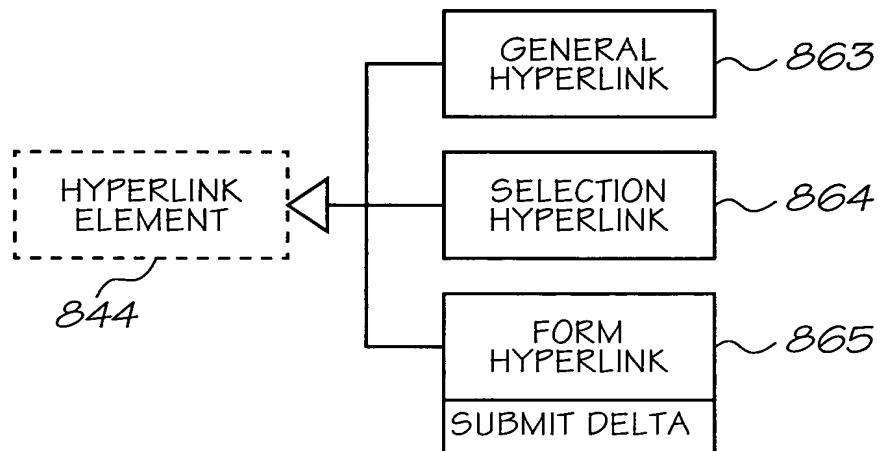 GENERAL
HYPERLINK
863
HYPERLINK
ELEMENT
844
SELECTION
HYPERLINK
864
FORM
HYPERLINK
865
SUBMIT DELTA